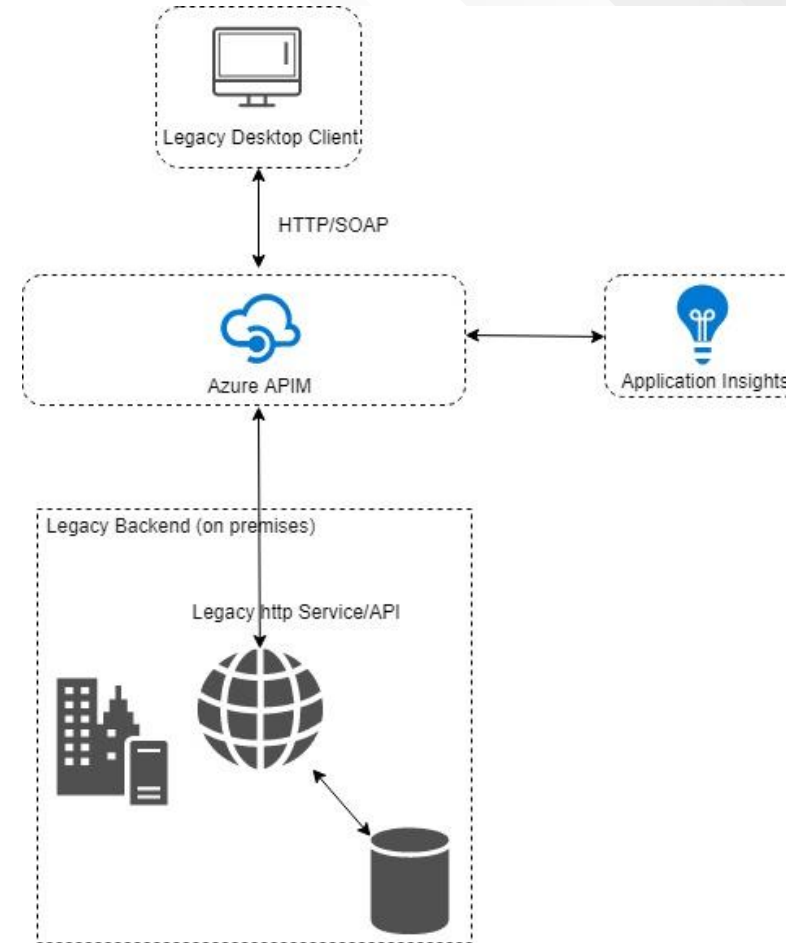 Legacy Desktop Client
HTTP/SOAP
Azure APIM
Application Insights
Legacy Backend (on premises)
Legacy http Service/API